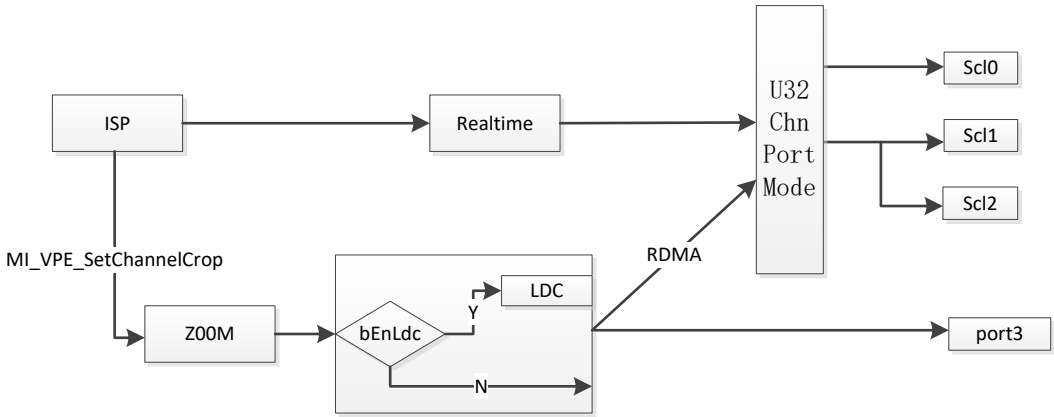 ISP
Realtime
U32
Chn
Port
Mode
Scl0
Scl1
Scl2
MI_VPE_SetChannelCrop
Z00M
bEnLdc
Y
LDC
N
RDMA
port3